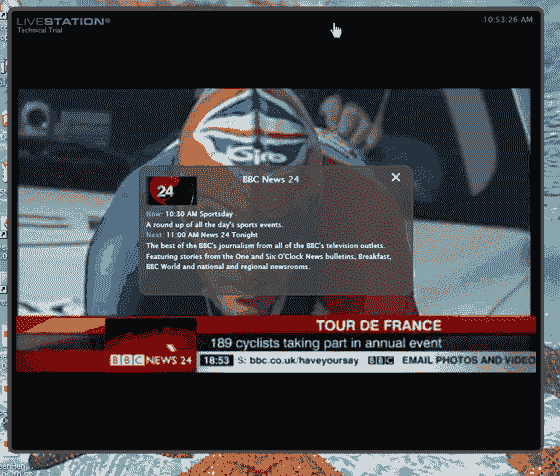 LIVESTATION®
10:53:26 AM
Technical Trial
Giro
24
BBC News 24
Now: 10:30 AM Sportsday
A round up of all the day's sports events.
Next: 11:00 AM News 24 Tonight
The best of the BBC's journalism from all of the BBC's television outlets.
Featuring stories from the One and Six O'Clock News bulletins, Breakfast,
BBC World and national and regional newsrooms.
TOUR DE FRANCE
189 cyclists taking part in annual event
BBC NEWS 24
18:53 S: bbc.co.uk/haveyoursay BBC EMAIL PHOTOS AND VIDEO